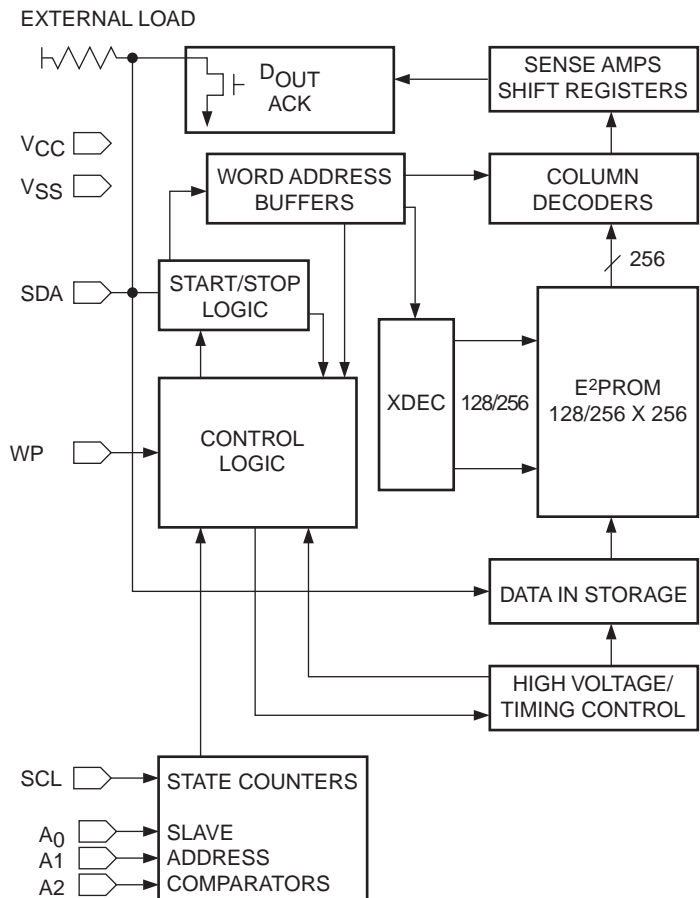 EXTERNAL LOAD
DOUT
ACK
SENSE AMPS
SHIFT REGISTERS
VCC
VSS
WORD ADDRESS
BUFFERS
COLUMN
DECODERS
256
SDA
START/STOP
LOGIC
XDEC
128/256
E2PROM
128/256 X 256
WP
CONTROL
LOGIC
DATA IN STORAGE
HIGH VOLTAGE/
TIMING CONTROL
SCL
STATE COUNTERS
A0
SLAVE
A1
ADDRESS
A2
COMPARATORS